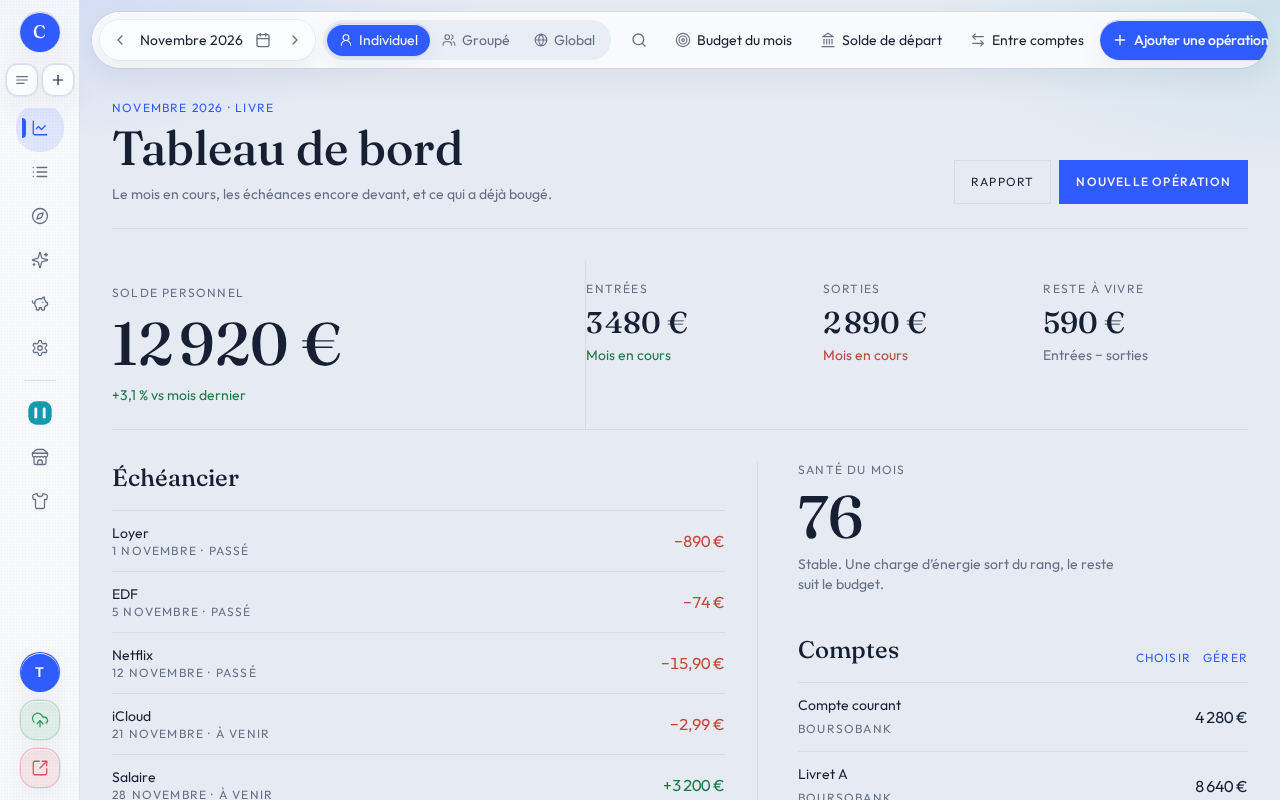 C
Novembre 2026
Individuel
Groupé
Global
Budget du mois
Solde de départ
Entre comptes
Ajouter une opération
NOVEMBRE 2026 · LIVRE
Tableau de bord
Le mois en cours, les échéances encore devant, et ce qui a déjà bougé.
RAPPORT
NOUVELLE OPÉRATION
SOLDE PERSONNEL
12 920 €
+3,1 % vs mois dernier
ENTRÉES
3 480 €
Mois en cours
SORTIES
2 890 €
Mois en cours
RESTE À VIVRE
590 €
Entrées − sorties
Échéancier
Loyer
1 NOVEMBRE · PASSÉ
−890 €
EDF
5 NOVEMBRE · PASSÉ
−74 €
Netflix
12 NOVEMBRE · PASSÉ
−15,90 €
iCloud
21 NOVEMBRE · À VENIR
−2,99 €
Salaire
28 NOVEMBRE · À VENIR
+3 200 €
SANTÉ DU MOIS
76
Stable. Une charge d’énergie sort du rang, le reste
suit le budget.
Comptes
CHOISIR
GÉRER
Compte courant
BOURSOBANK
4 280 €
Livret A
BOURSOBANK
8 640 €
T